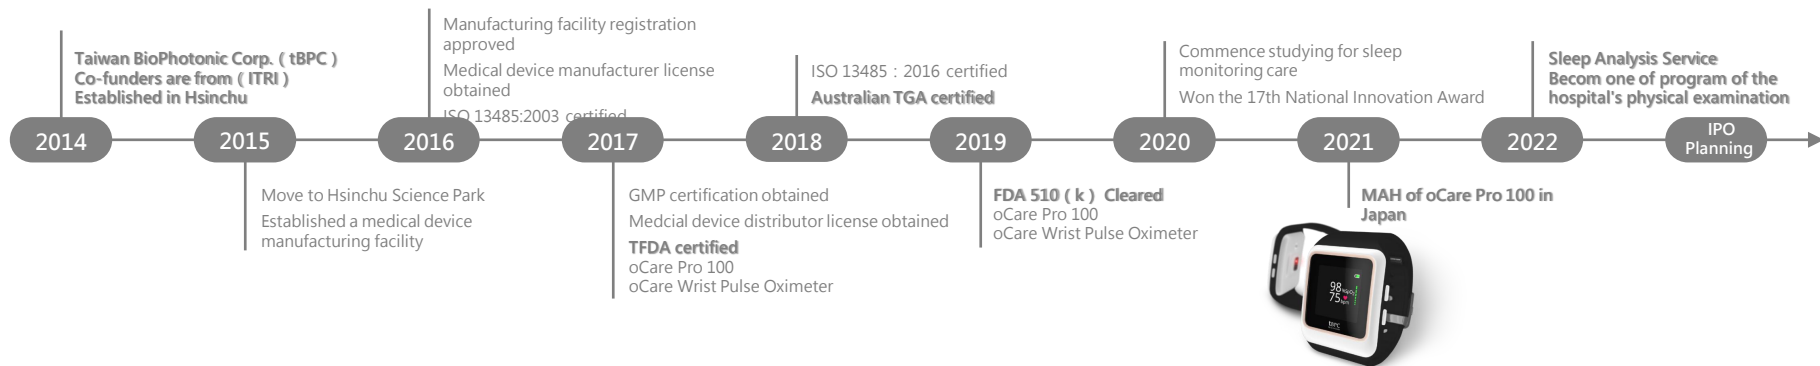 2014
Taiwan BioPhotonic Corp.（tBPC）
Co-funders are from（ITRI）
Established in Hsinchu
2015
Move to Hsinchu Science Park
Established a medical device
manufacturing facility
2016
Manufacturing facility registration
approved
Medical device manufacturer license
obtained
ISO 13485:2003 certified
2017
GMP certification obtained
Medcial device distributor license obtained
TFDA certified
oCare Pro 100
oCare Wrist Pulse Oximeter
2018
ISO 13485：2016 certified
Australian TGA certified
2019
FDA 510（k）Cleared
oCare Pro 100
oCare Wrist Pulse Oximeter
2020
Commence studying for sleep
monitoring care
Won the 17th National Innovation Award
2021
MAH of oCare Pro 100 in
Japan
98 %SpO2
75 bpm
tBPC
2022
Sleep Analysis Service
Becom one of program of the
hospital's physical examination
IPO
Planning